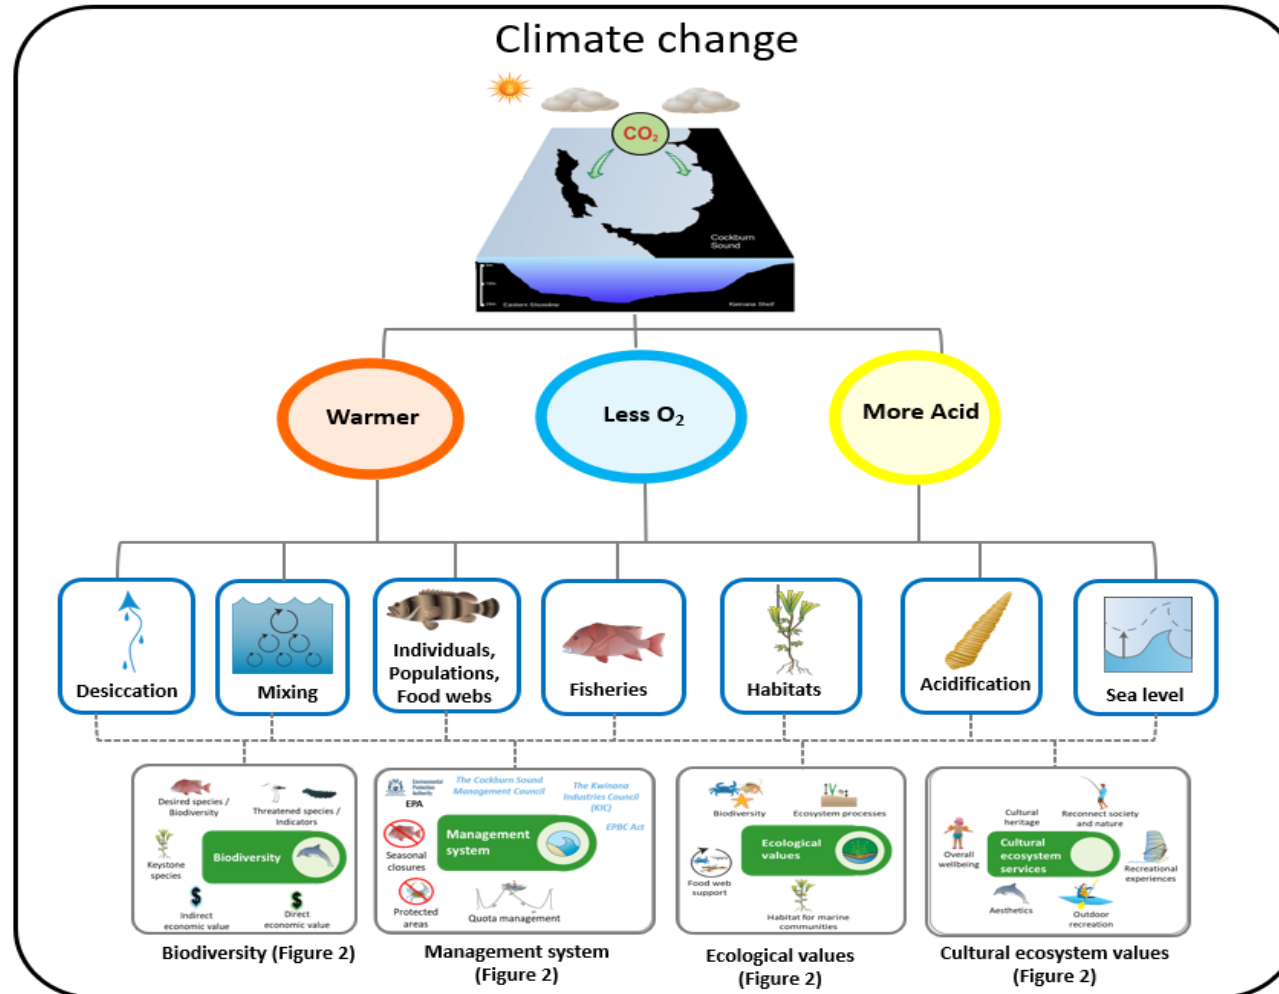 Climate change
CO₂
Cockburn
Sound
Eastern Shoreline
Warmer
Less O₂
More Acid
Desiccation
Mixing
Individuals,
Populations,
Food webs
Fisheries
Habitats
Acidification
Sea level
Desired species /
Biodiversity
Threatened species /
Indicators
Keystone
species
Biodiversity
$
Indirect
economic value
$
Direct
economic value
Biodiversity (Figure 2)
Environmental
Protection
Authority
EPA
The Cockburn Sound
Management Council
The Kwinana
Industries Council
(KIC)
EPBC Act
Seasonal
closures
Management
system
Protected
areas
Quota management
Management system
(Figure 2)
Biodiversity
Ecosystem processes
Ecological
values
Food web
support
Habitat for marine
communities
Ecological values
(Figure 2)
Cultural
heritage
Reconnect society
and nature
Overall
wellbeing
Cultural
ecosystem
services
Recreational
experiences
Aesthetics
Outdoor
recreation
Cultural ecosystem values
(Figure 2)